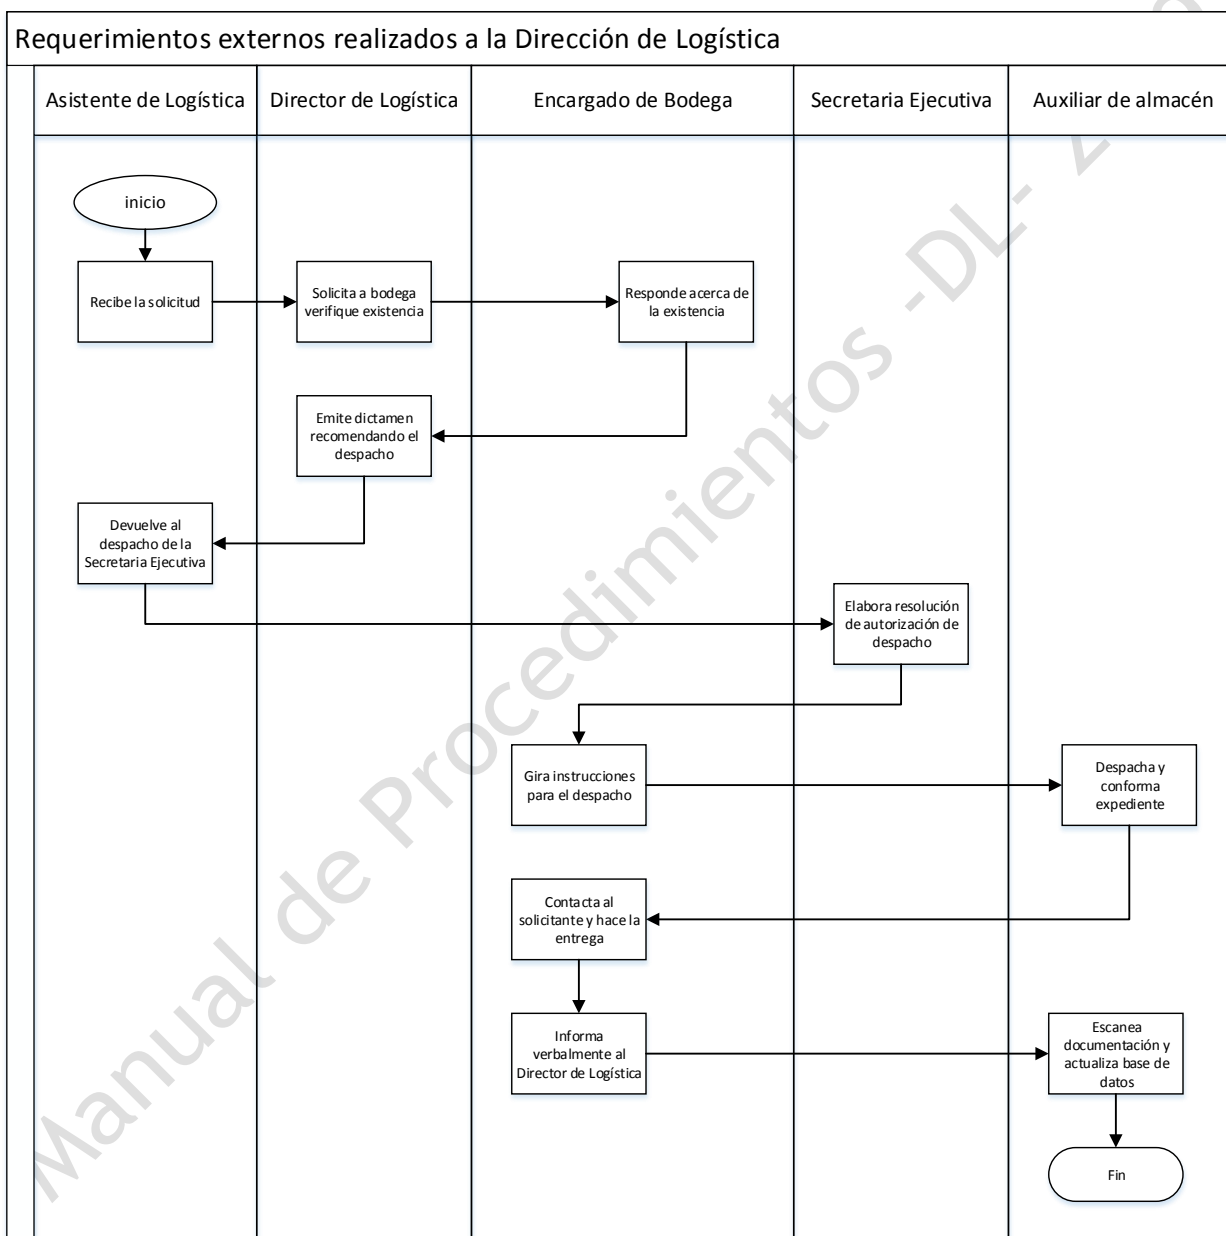 Requerimientos externos realizados a la Dirección de Logística
Asistente de Logística
Director de Logística
Encargado de Bodega
Secretaria Ejecutiva
Auxiliar de almacén
inicio
Recibe la solicitud
Solicita a bodega
verifique existencia
Responde acerca de
la existencia
Emite dictamen
recomendando el
despacho
Devuelve al
despacho de la
Secretaria Ejecutiva
Elabora resolución
de autorización de
despacho
Gira instrucciones
para el despacho
Despacha y
conforma
expediente
Contacta al
solicitante y hace la
entrega
Informa
verbalmente al
Director de Logística
Escanea
documentación y
actualiza base de
datos
Fin
Manual de Procedimientos -DL-